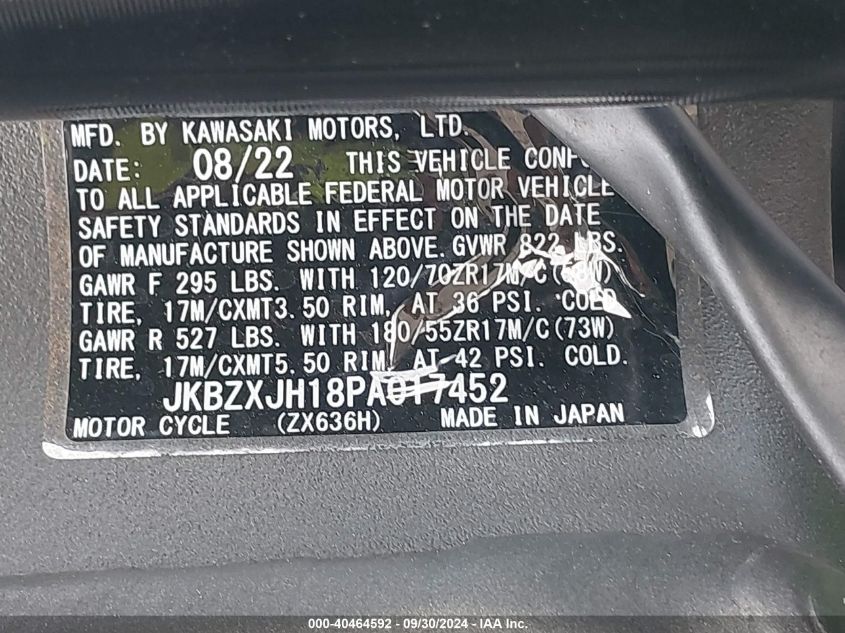 MFD. BY KAWASAKI MOTORS, LTD.
DATE: 08/22 THIS VEHICLE
TO ALL APPLICABLE FEDERAL MOTOR VEHICLE
SAFETY STANDARDS IN EFFECT ON THE DATE
OF MANUFACTURE SHOWN ABOVE. GVWR 822 LBS.
GAWR F 295 LBS. WITH 120/70ZR17M/C(58W)
TIRE, 17M/CXMT3.50 RIM, AT 36 PSI. COLD
GAWR R 527 LBS. WITH 180/55ZR17M/C(73W)
TIRE, 17M/CXMT5.50 RIM, AT 42 PSI. COLD.
JKBZXJH18PA017452
MOTOR CYCLE (ZX636H) MADE IN JAPAN
000-40464592 - 09/30/2024 - IAA Inc.